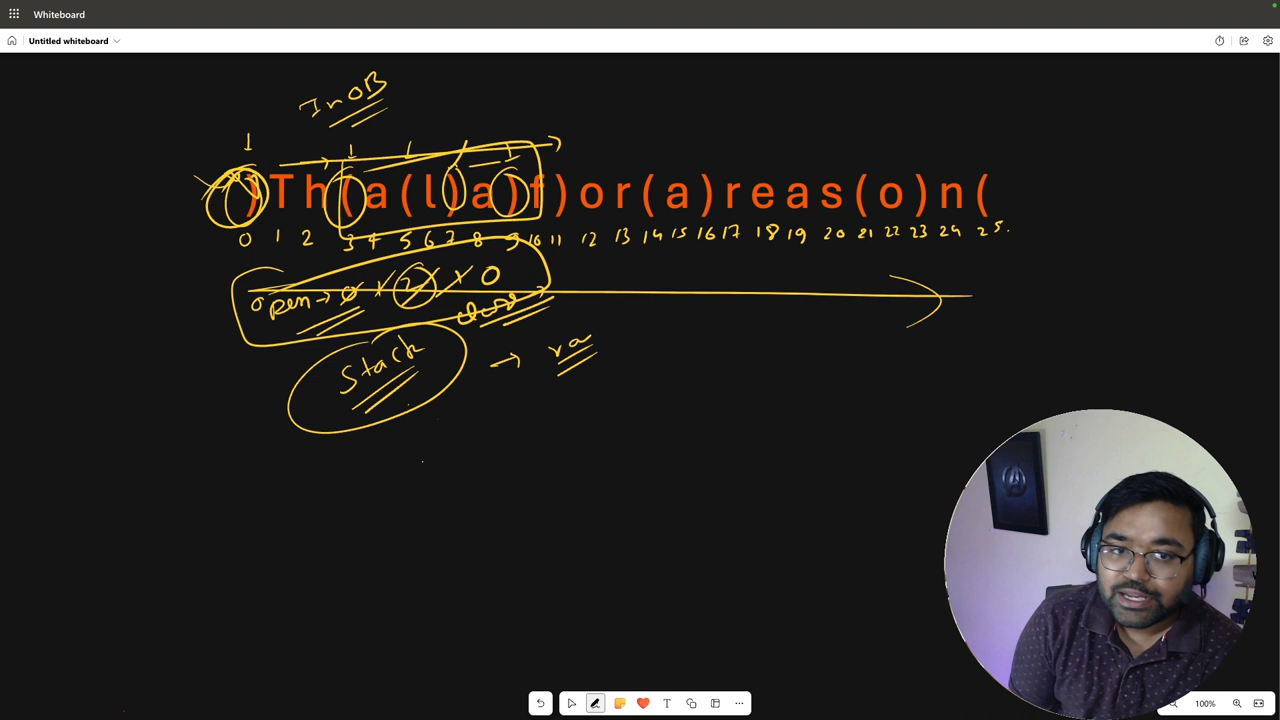 Whiteboard
Untitled whiteboard
)Th(a(l)a)f)or(a)reas(o)n(
0 1 2 3 4 5 6 7 8 9 10 11 12 13 14 15 16 17 18 19 20 21 22 23 24 25.
open → 0 1 2 1 0
close
Stack →
100%